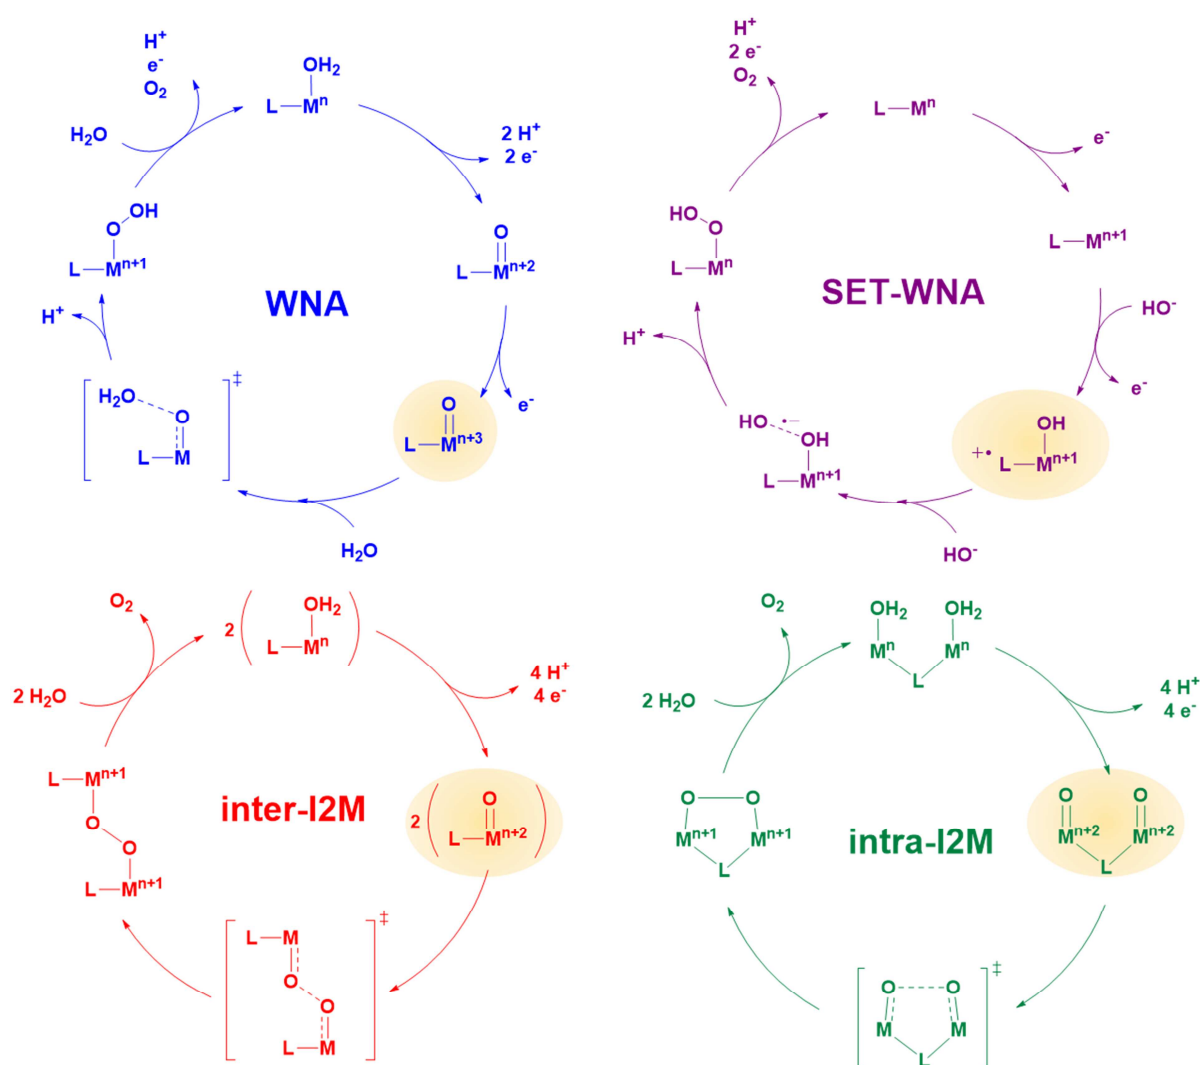 H⁺
e⁻
O₂
H₂O
OH₂
L—Mⁿ
2 H⁺
2 e⁻
O
L—Mⁿ⁺²
e⁻
O
L—Mⁿ⁺³
H₂O
‡
H₂O
O
L—M
H⁺
OH
O
L—Mⁿ⁺¹
WNA
H⁺
2 e⁻
O₂
L—Mⁿ
e⁻
L—Mⁿ⁺¹
HO⁻
e⁻
OH
+•
L—Mⁿ⁺¹
HO⁻
HO
•−
OH
L—Mⁿ⁺¹
H⁺
HO
O
L—Mⁿ
SET-WNA
O₂
2 H₂O
2
OH₂
L—Mⁿ
4 H⁺
4 e⁻
2
O
L—Mⁿ⁺²
‡
L—M
O
O
L—M
L—Mⁿ⁺¹
O
O
L—Mⁿ⁺¹
inter-I2M
O₂
2 H₂O
OH₂ OH₂
Mⁿ Mⁿ
L
4 H⁺
4 e⁻
O O
Mⁿ⁺² Mⁿ⁺²
L
‡
O O
M M
L
O—O
Mⁿ⁺¹ Mⁿ⁺¹
L
intra-I2M